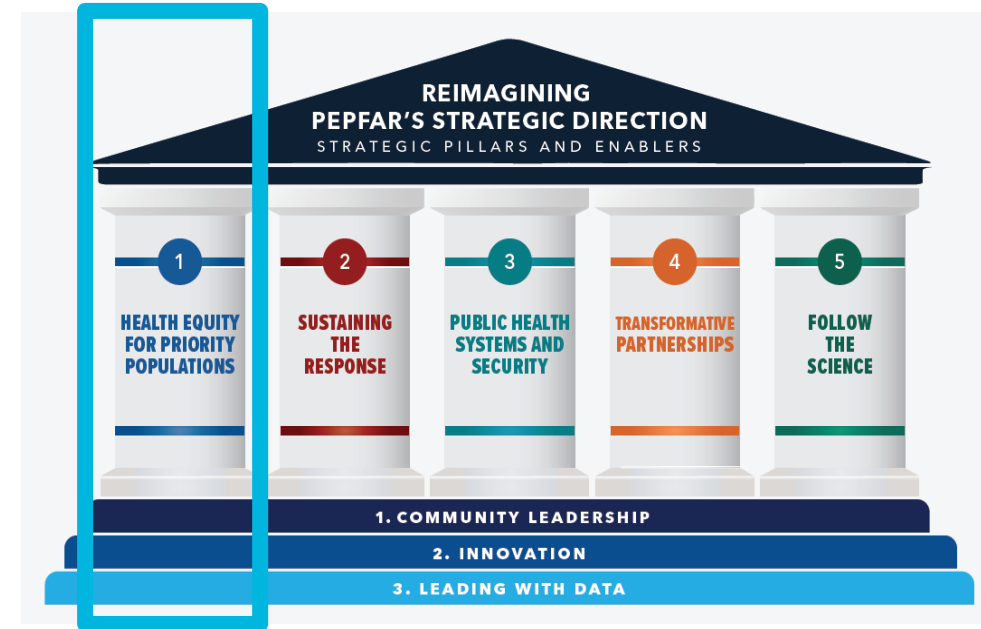 REIMAGINING
PEPFAR'S STRATEGIC DIRECTION
STRATEGIC PILLARS AND ENABLERS
1
HEALTH EQUITY
FOR PRIORITY
POPULATIONS
2
SUSTAINING
THE
RESPONSE
3
PUBLIC HEALTH
SYSTEMS AND
SECURITY
4
TRANSFORMATIVE
PARTNERSHIPS
5
FOLLOW
THE
SCIENCE
1. COMMUNITY LEADERSHIP
2. INNOVATION
3. LEADING WITH DATA